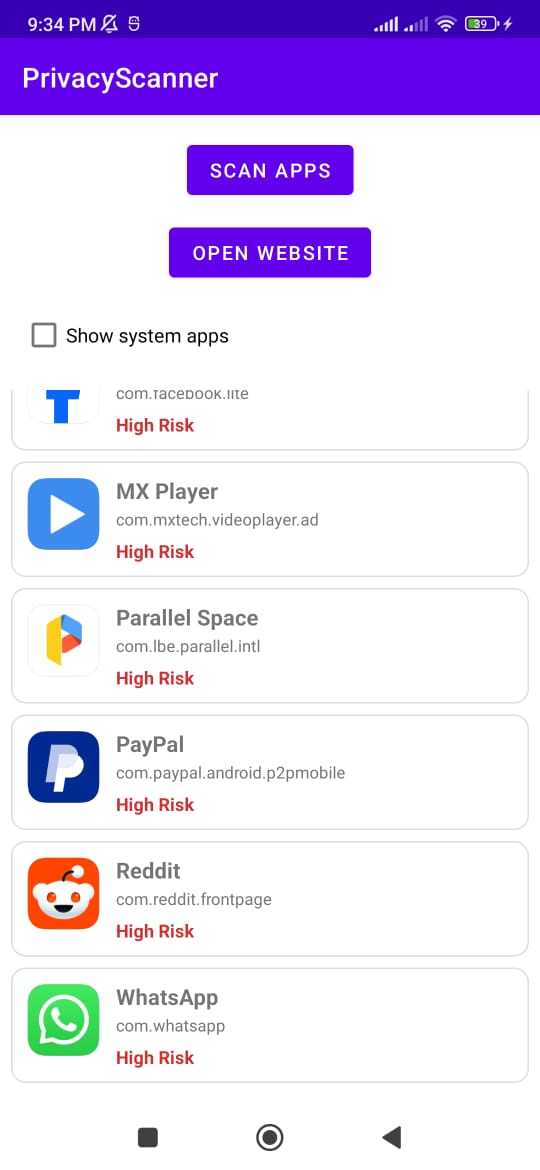 9:34 PM
39
PrivacyScanner
SCAN APPS
OPEN WEBSITE
Show system apps
com.facebook.lite
High Risk
MX Player
com.mxtech.videoplayer.ad
High Risk
Parallel Space
com.lbe.parallel.intl
High Risk
PayPal
com.paypal.android.p2pmobile
High Risk
Reddit
com.reddit.frontpage
High Risk
WhatsApp
com.whatsapp
High Risk